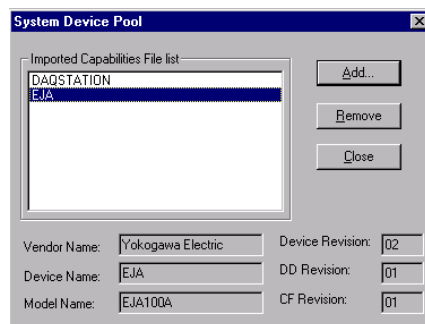 System Device Pool
Imported Capabilities File list
DAQSTATION
EJA
Add...
Remove
Close
Vendor Name: Yokogawa Electric
Device Name: EJA
Model Name: EJA100A
Device Revision: 02
DD Revision: 01
CF Revision: 01